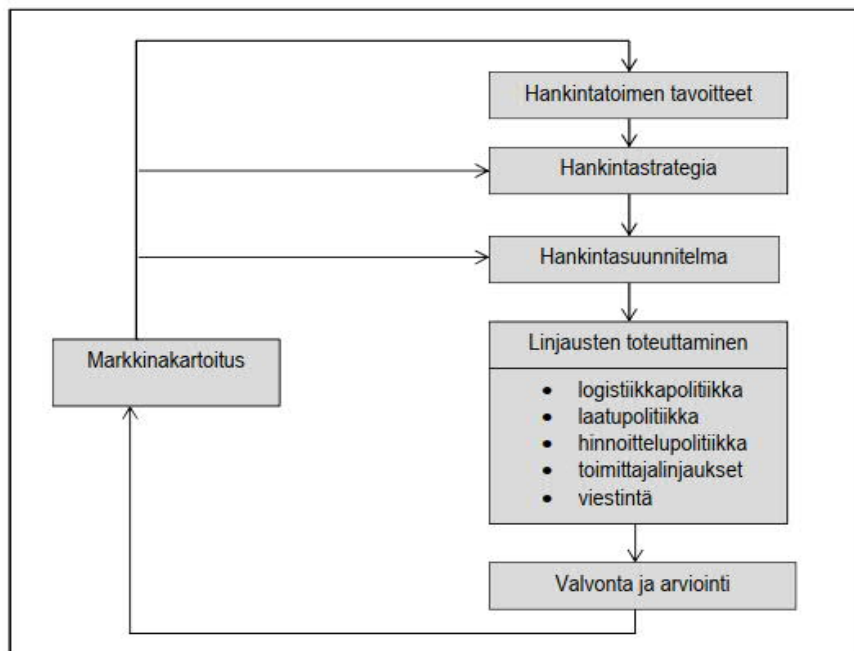 Hankintatoimen tavoitteet
Hankintastrategia
Hankintasuunnitelma
Markkinakartoitus
Linjausten toteuttaminen
• logistiikkapolitiikka
• laatupolitiikka
• hinnoittelupolitiikka
• toimittajalinjaukset
• viestintä
Valvonta ja arviointi